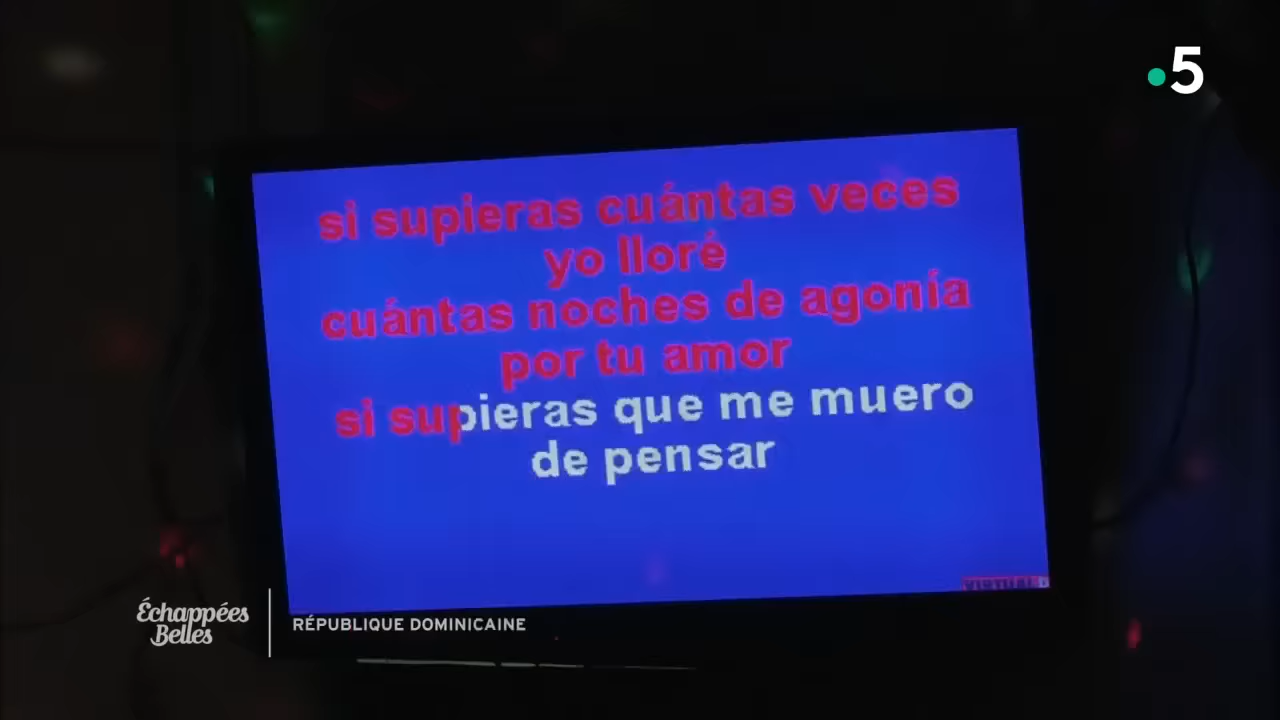 5
si supieras cuántas veces
yo lloré
cuántas noches de agonía
por tu amor
si supieras que me muero
de pensar
VIRTUAL
Échappées
Belles
RÉPUBLIQUE DOMINICAINE